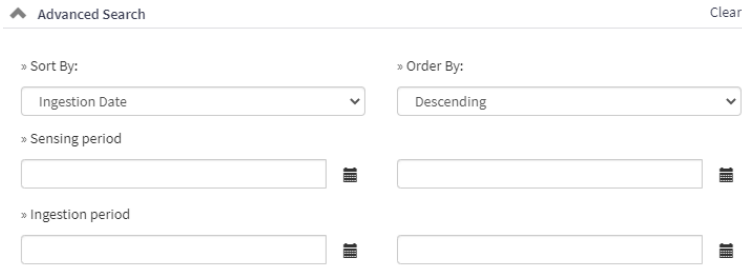 Advanced Search Clear
» Sort By: » Order By:
Ingestion Date Descending
» Sensing period
» Ingestion period